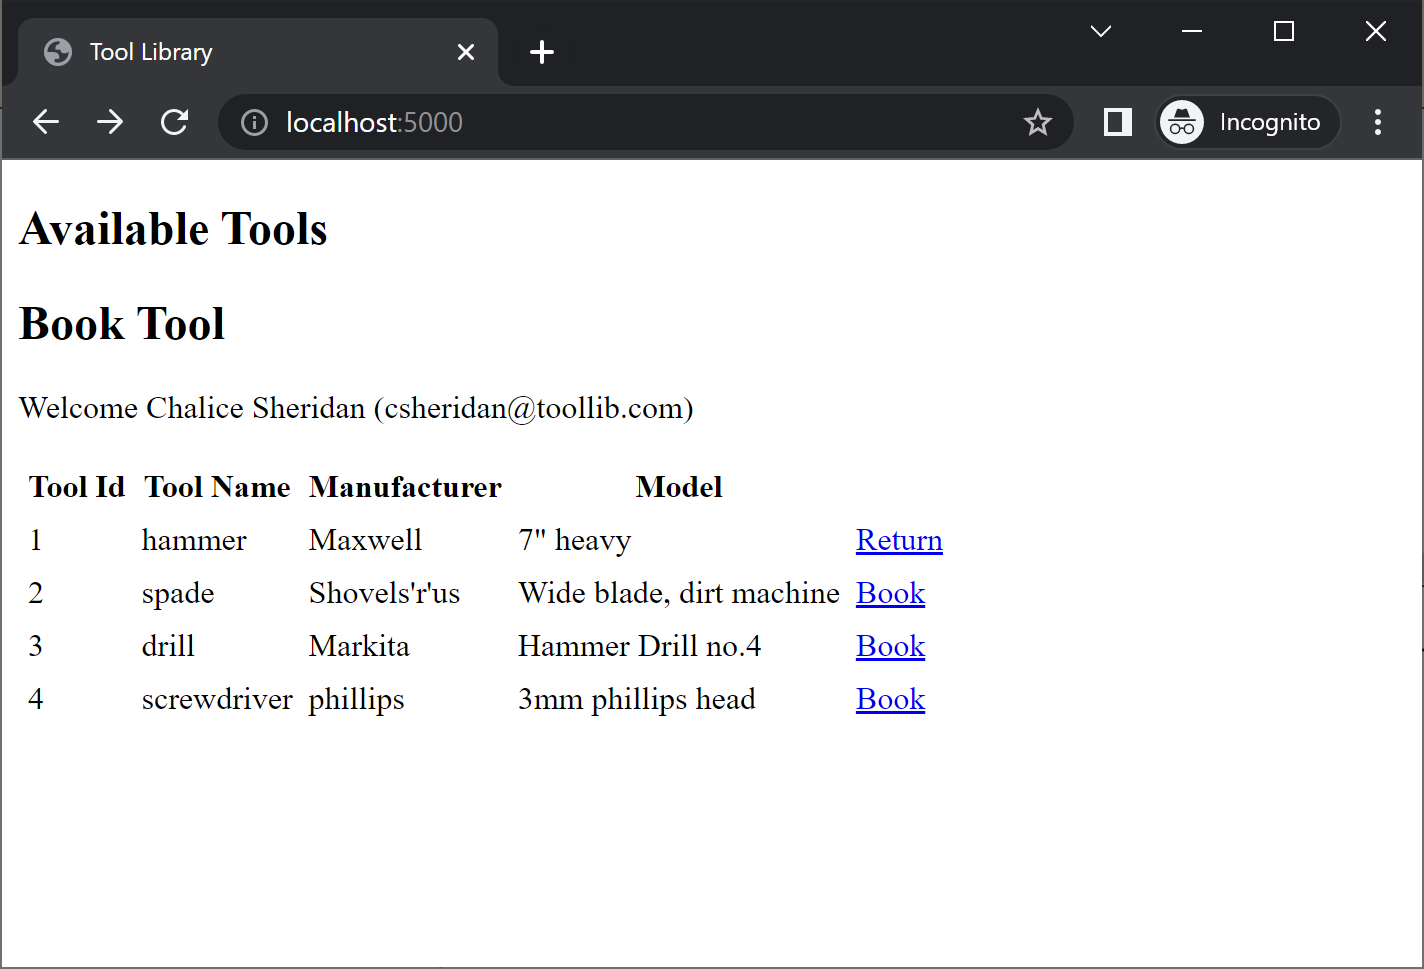 Tool Library
localhost:5000
Incognito
Available Tools
Book Tool
Welcome Chalice Sheridan (csheridan@toollib.com)
Tool Id Tool Name Manufacturer Model
1 hammer Maxwell 7" heavy Return
2 spade Shovels'r'us Wide blade, dirt machine Book
3 drill Markita Hammer Drill no.4 Book
4 screwdriver phillips 3mm phillips head Book